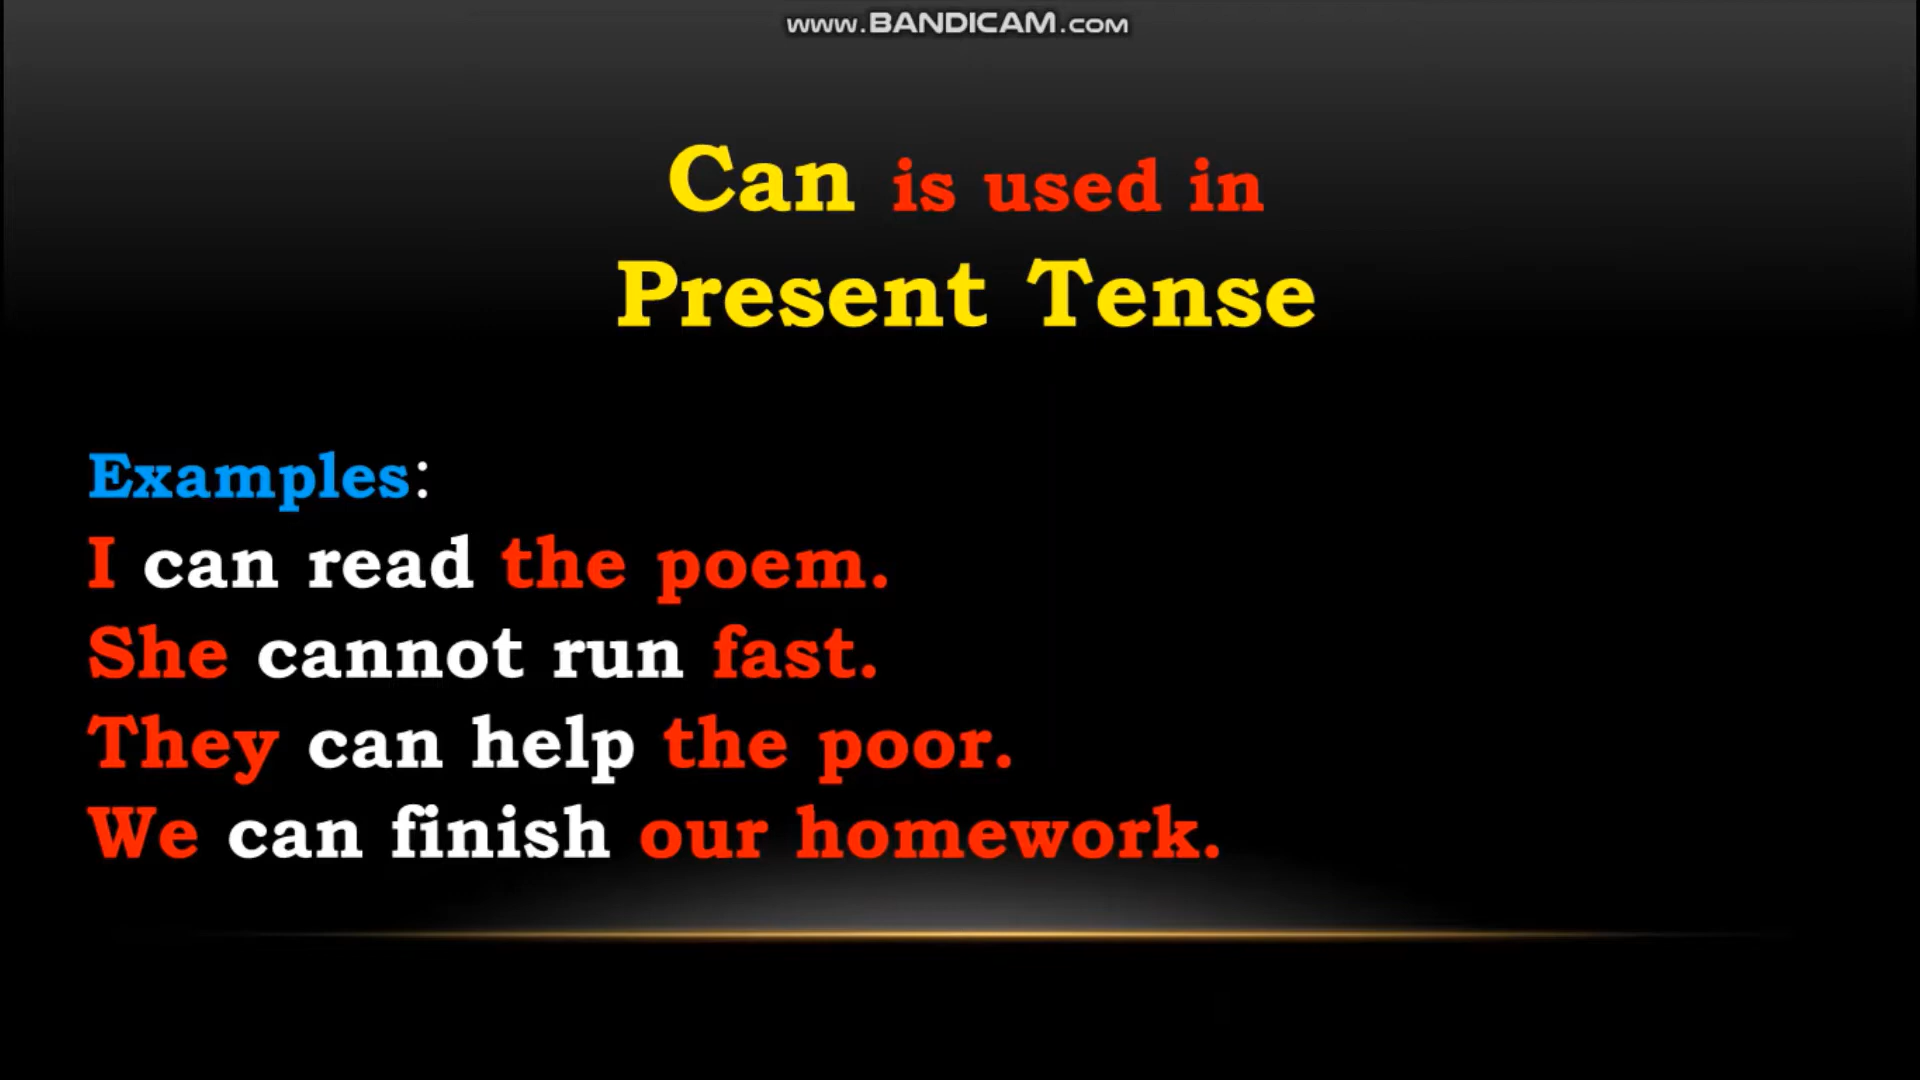 www.BANDICAM.com
Can is used in
Present Tense
Examples:
I can read the poem.
She cannot run fast.
They can help the poor.
We can finish our homework.